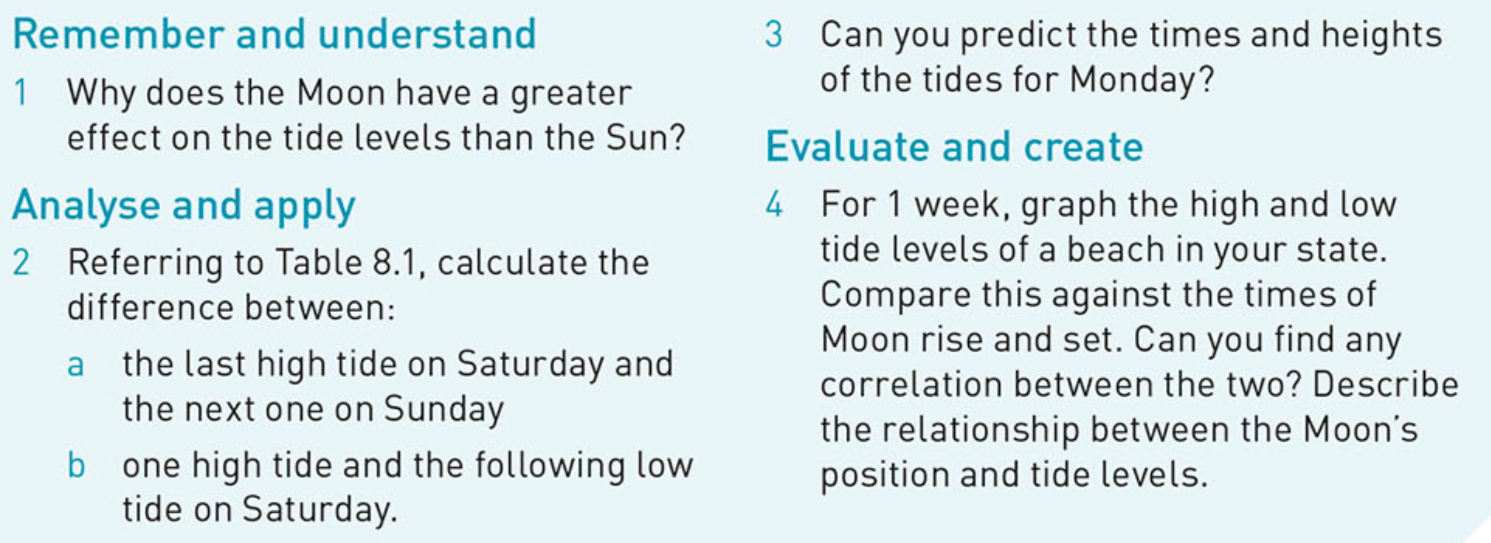 Remember and understand
1 Why does the Moon have a greater
effect on the tide levels than the Sun?
Analyse and apply
2 Referring to Table 8.1, calculate the
difference between:
a the last high tide on Saturday and
the next one on Sunday
b one high tide and the following low
tide on Saturday.
3 Can you predict the times and heights
of the tides for Monday?
Evaluate and create
4 For 1 week, graph the high and low
tide levels of a beach in your state.
Compare this against the times of
Moon rise and set. Can you find any
correlation between the two? Describe
the relationship between the Moon's
position and tide levels.